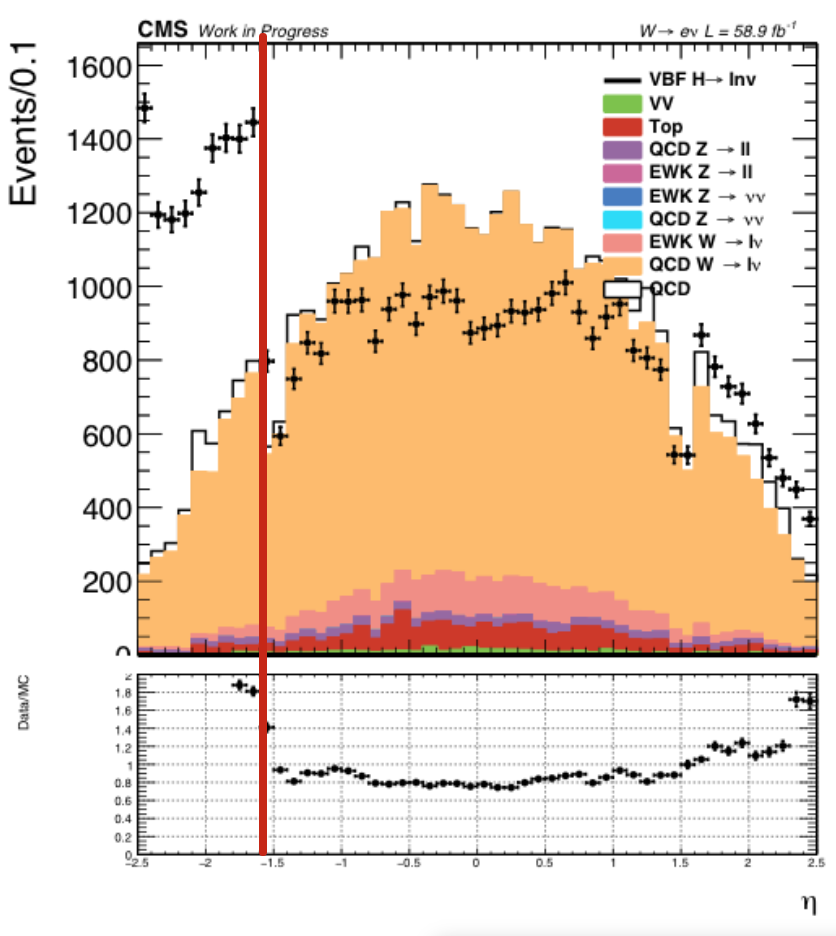 CMS Work in Progress W→ eν L = 58.9 fb⁻¹
Events/0.1
1600
1400
1200
1000
800
600
400
200
0
VBF H→ Inv
VV
Top
QCD Z → ll
EWK Z → ll
EWK Z → νν
QCD Z → νν
EWK W → lν
QCD W → lν
QCD
Data/MC
2
1.8
1.6
1.4
1.2
1
0.8
0.6
0.4
0.2
0
−2.5 −2 −1.5 −1 −0.5 0 0.5 1 1.5 2 2.5
η